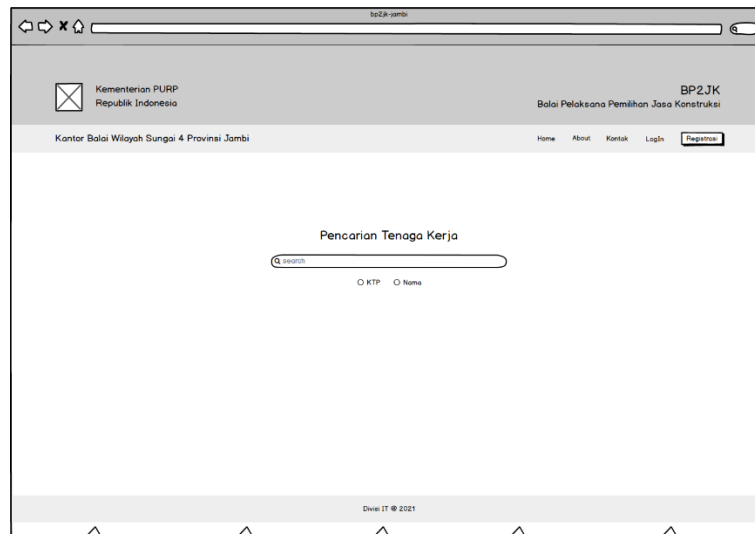 bp2jk-jambi
Kementerian PURP
Republik Indonesia
BP2JK
Balai Pelaksana Pemilihan Jasa Konstruksi
Kantor Balai Wilayah Sungai 4 Provinsi Jambi
Home About Kontak LogIn Registrasi
Pencarian Tenaga Kerja
search
KTP Nama
Divisi IT @ 2021